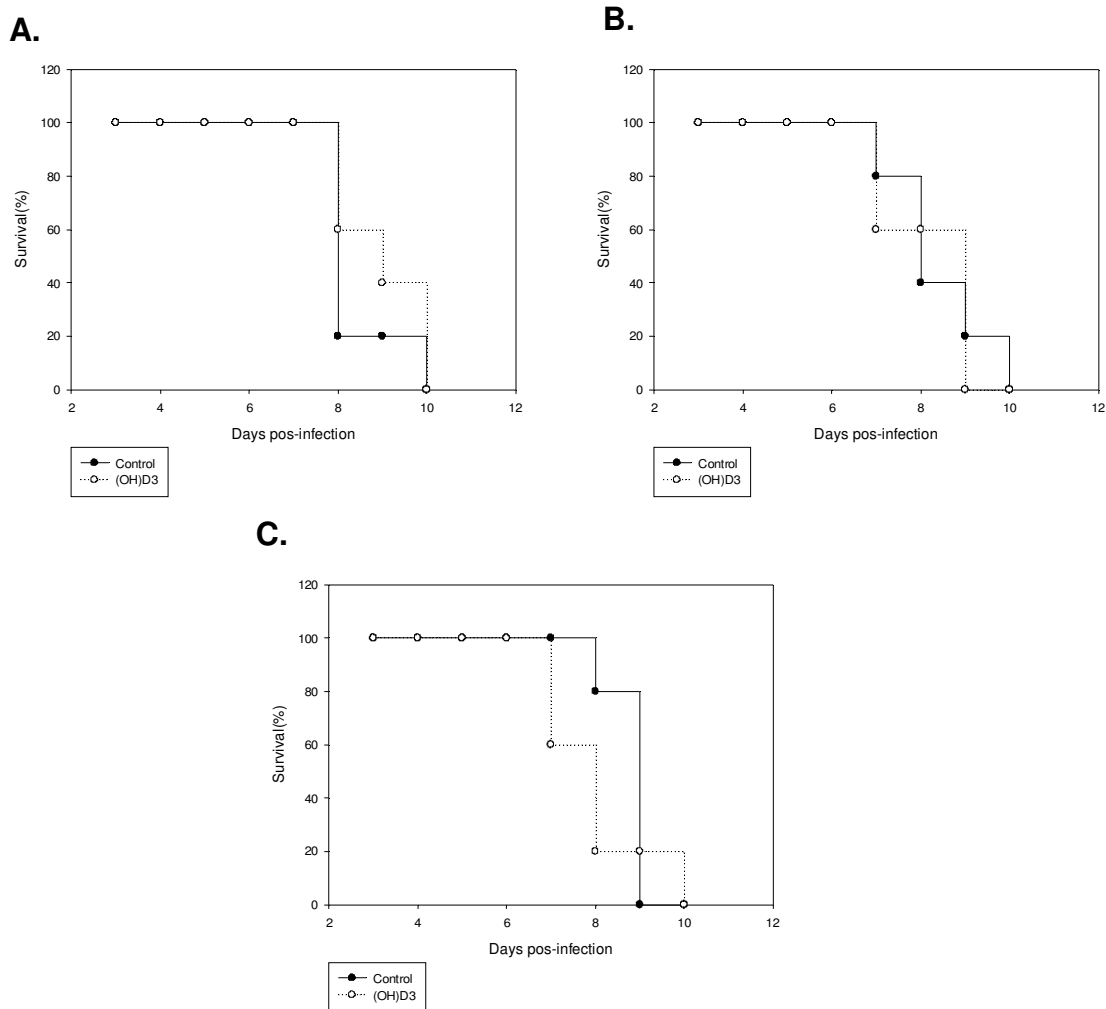 A.
120
100
80
60
40
20
0
Survival(%)
2 4 6 8 10 12
Days pos-infection
Control
(OH)D3
B.
120
100
80
60
40
20
0
Survival(%)
2 4 6 8 10 12
Days pos-infection
Control
(OH)D3
C.
120
100
80
60
40
20
0
Survival(%)
2 4 6 8 10 12
Days pos-infection
Control
(OH)D3